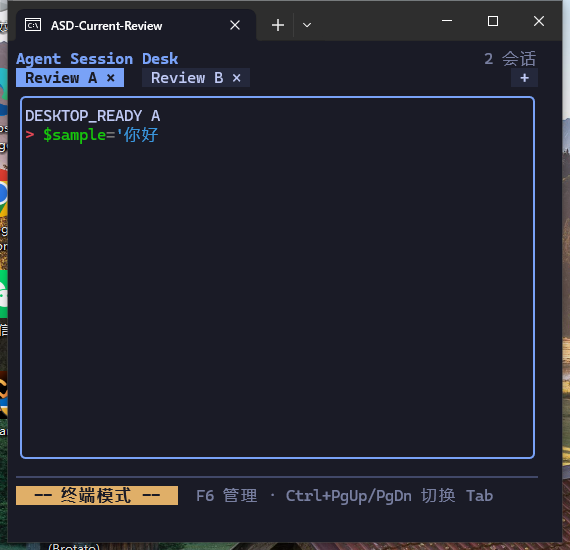 ASD-Current-Review
Agent Session Desk 2 会话
Review A × Review B × +
DESKTOP_READY A
> $sample='你好
-- 终端模式 -- F6 管理 · Ctrl+PgUp/PgDn 切换 Tab
(Brotato)